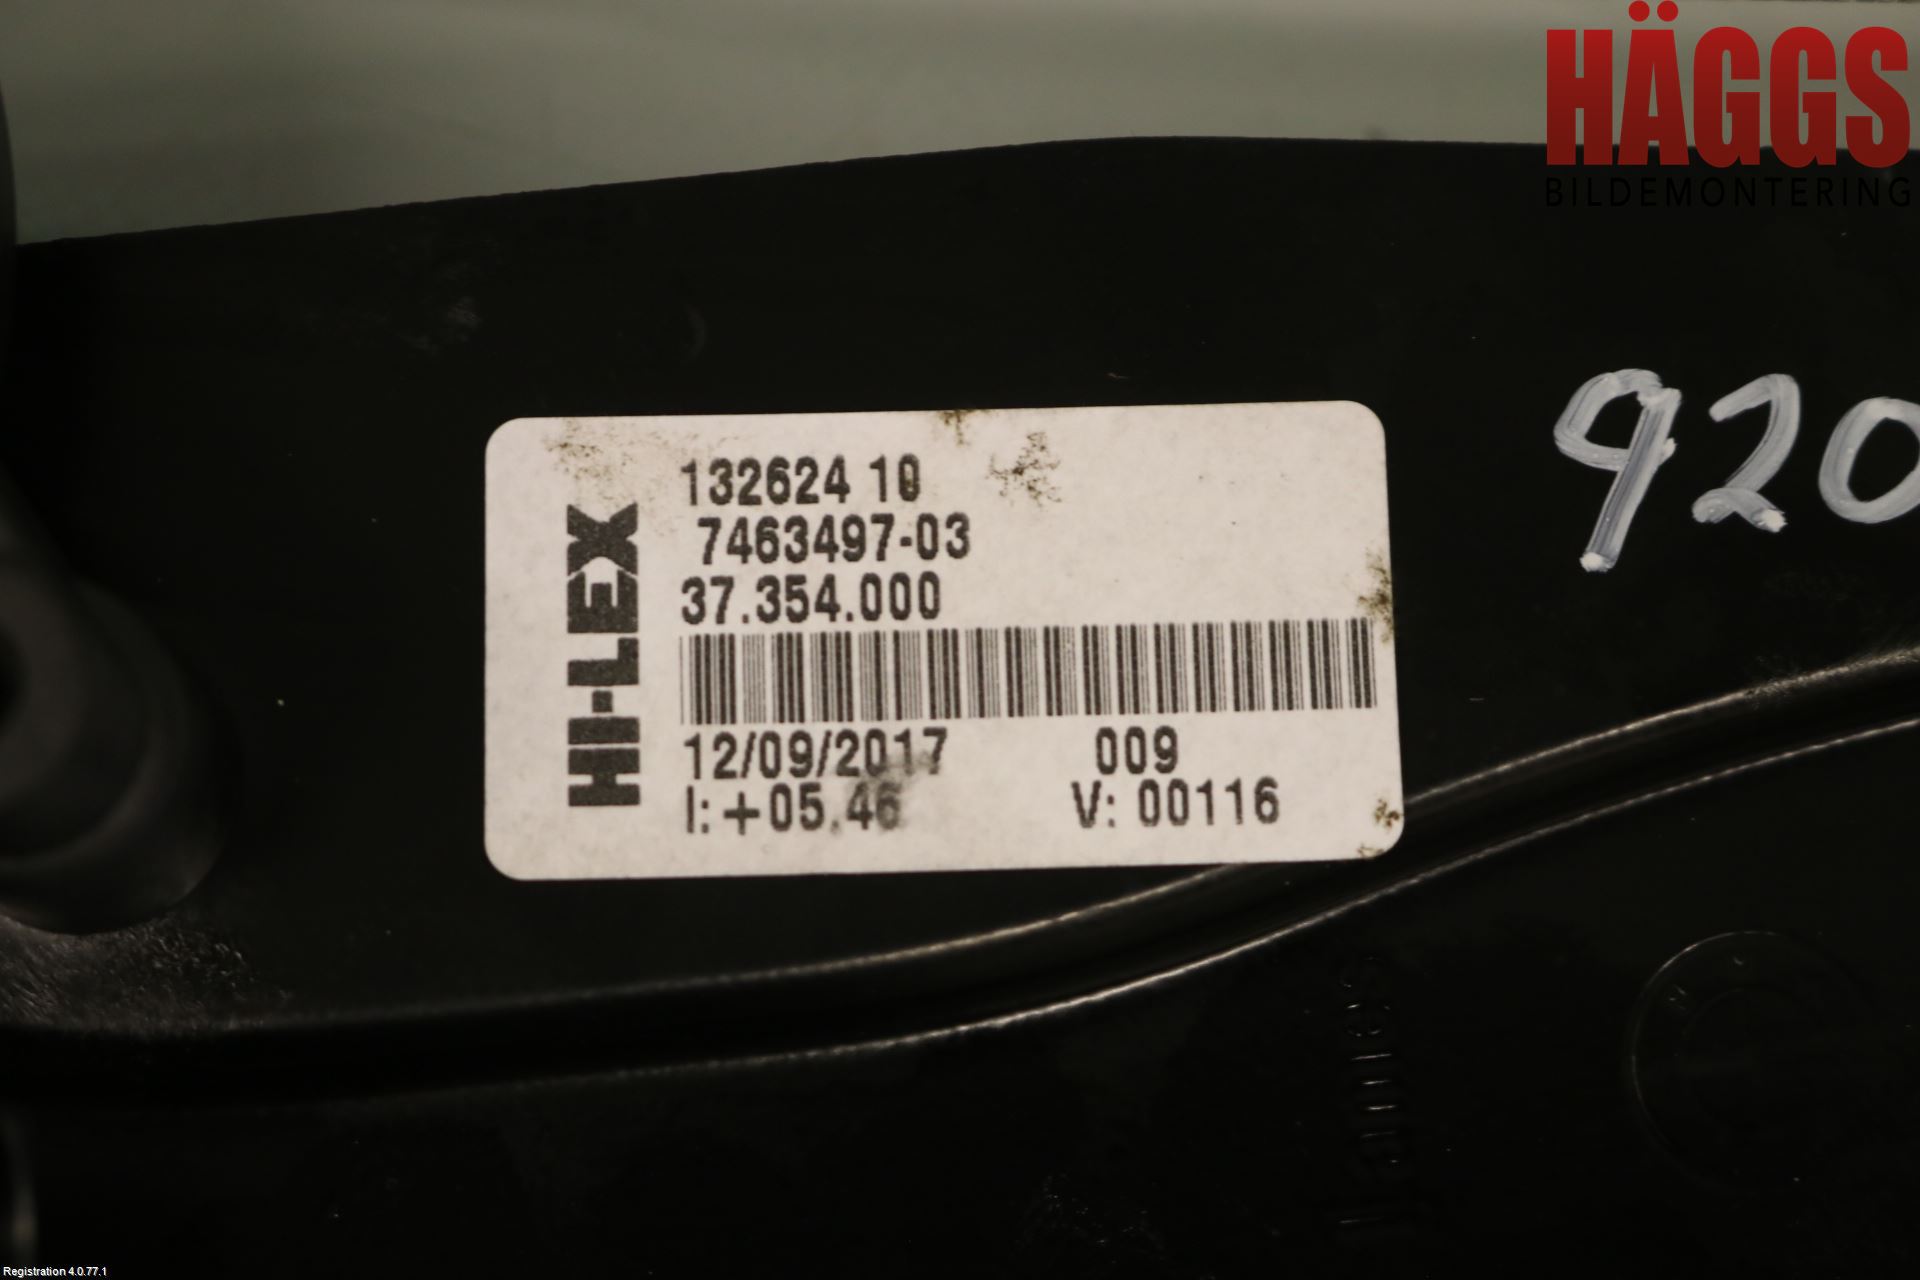 HÄGGS
BILDEMONTERING
920
HI-LEX
132624 10
7463497-03
37.354.000
12/09/2017 009
I: +05.46 V: 00116
Registration 4.0.77.1